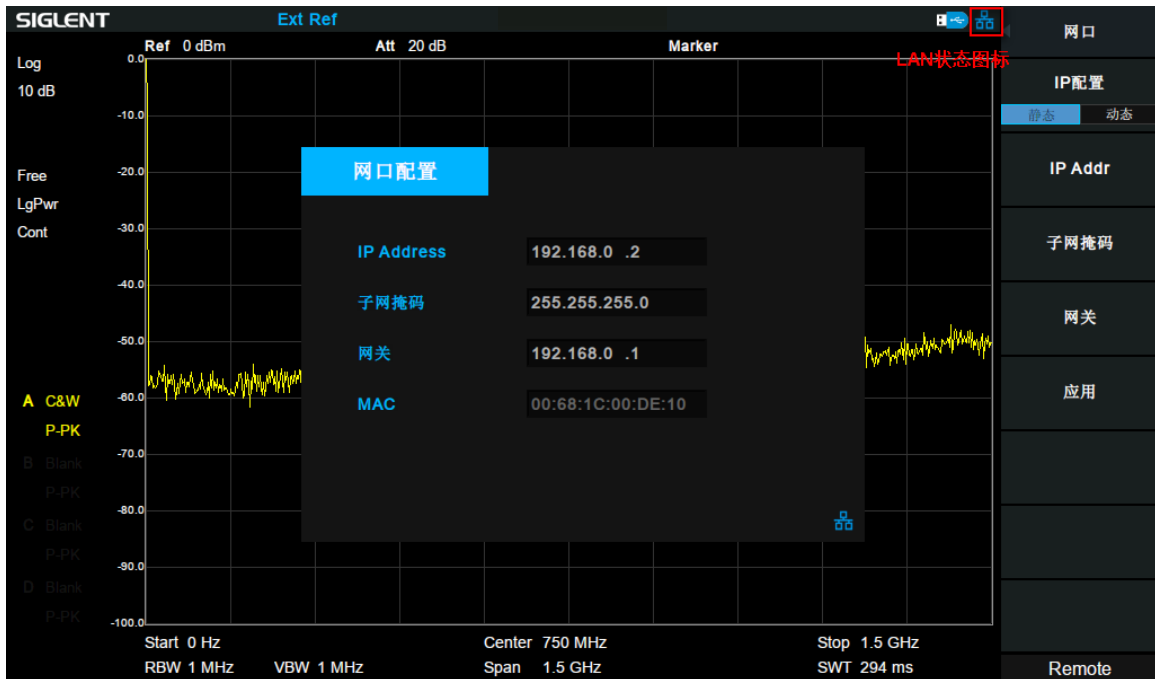 SIGLENT Ext Ref
Ref 0 dBm Att 20 dB Marker
LAN状态图标
Log
10 dB
Free
LgPwr
Cont
A C&W
P-PK
B Blank
P-PK
C Blank
P-PK
D Blank
P-PK
0.0
-10.0
-20.0
-30.0
-40.0
-50.0
-60.0
-70.0
-80.0
-90.0
-100.0
网口配置
IP Address 192.168.0 .2
子网掩码 255.255.255.0
网关 192.168.0 .1
MAC 00:68:1C:00:DE:10
Start 0 Hz Center 750 MHz Stop 1.5 GHz
RBW 1 MHz VBW 1 MHz Span 1.5 GHz SWT 294 ms
网口
IP配置
静态 动态
IP Addr
子网掩码
网关
应用
Remote